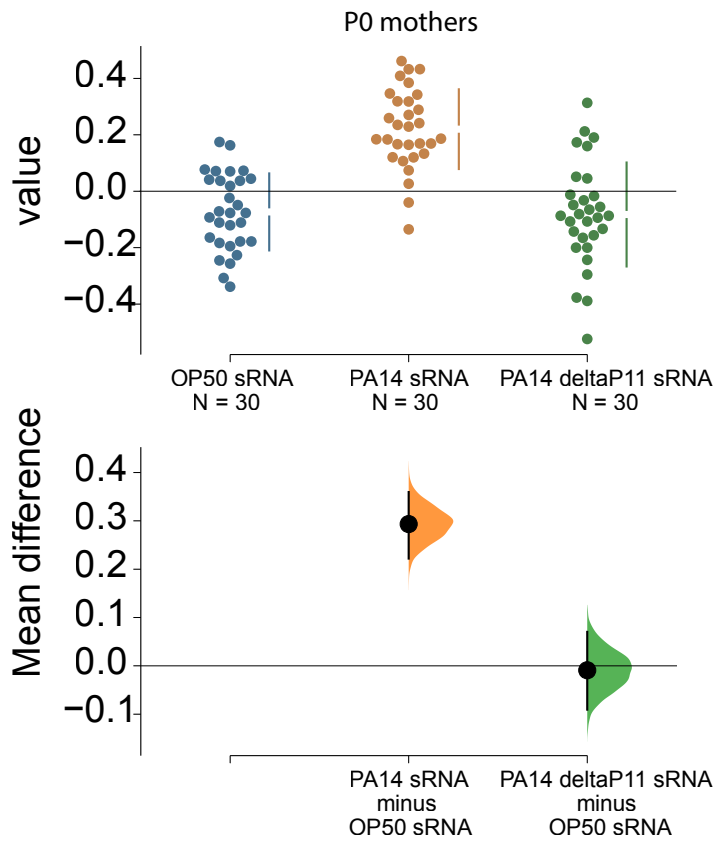 P0 mothers
value
0.4
0.2
0.0
−0.2
−0.4
OP50 sRNA
N = 30
PA14 sRNA
N = 30
PA14 deltaP11 sRNA
N = 30
Mean difference
0.4
0.3
0.2
0.1
0.0
−0.1
PA14 sRNA
minus
OP50 sRNA
PA14 deltaP11 sRNA
minus
OP50 sRNA